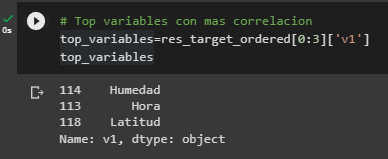 # Top variables con mas correlacion
0s
top_variables=res_target_ordered[0:3]['v1']
top_variables
114    Humedad
113       Hora
118    Latitud
Name: v1, dtype: object